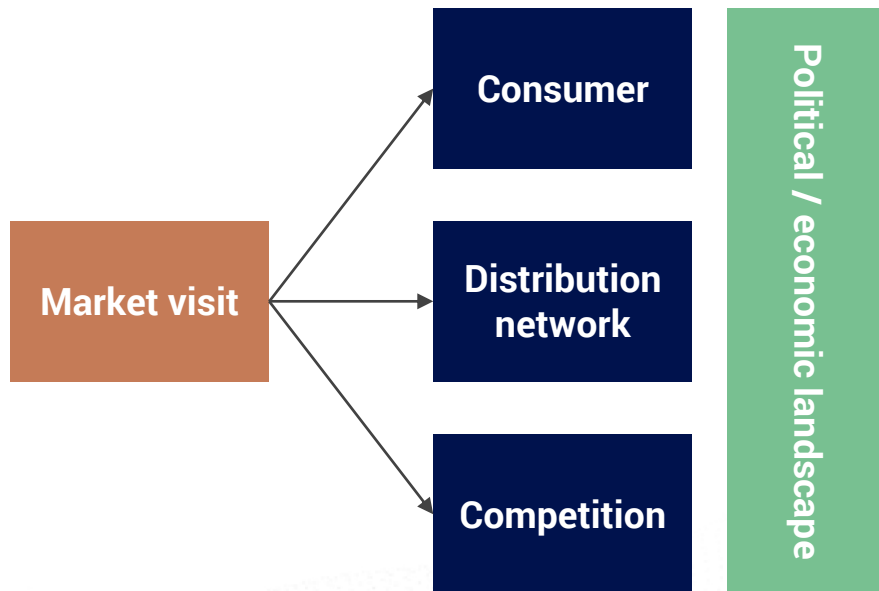 Consumer
Market visit
Distribution
network
Competition
Political / economic landscape